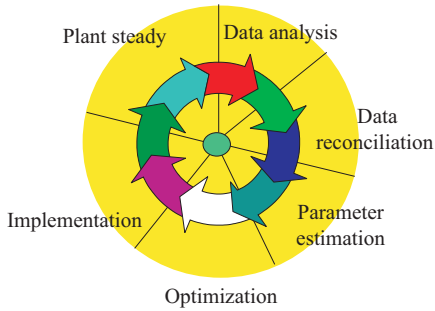 Plant steady
Data analysis
Data
reconciliation
Parameter
estimation
Optimization
Implementation